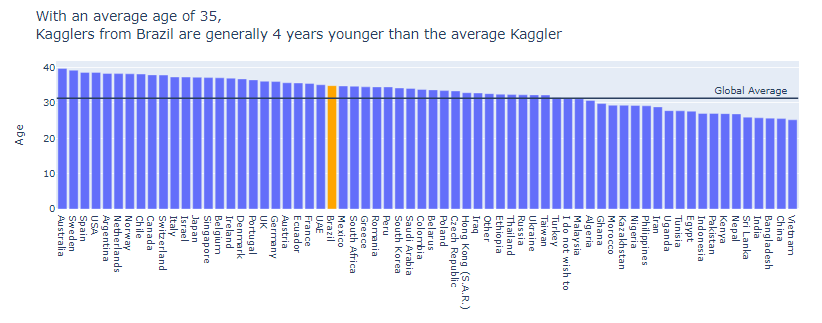 With an average age of 35,
Kagglers from Brazil are generally 4 years younger than the average Kaggler
Global Average
Age
40
30
20
10
0
Australia
Sweden
Spain
USA
Argentina
Netherlands
Norway
Chile
Canada
Switzerland
Italy
Israel
Japan
Singapore
Belgium
Ireland
Denmark
Portugal
UK
Germany
Austria
Ecuador
France
UAE
Brazil
Mexico
South Africa
Greece
Romania
Peru
South Korea
Saudi Arabia
Colombia
Belarus
Poland
Czech Republic
Hong Kong (S.A.R.)
Iraq
Other
Ethiopia
Thailand
Russia
Ukraine
Taiwan
Turkey
I do not wish to
Malaysia
Algeria
Ghana
Morocco
Kazakhstan
Nigeria
Philippines
Iran
Uganda
Tunisia
Egypt
Indonesia
Pakistan
Kenya
Nepal
Sri Lanka
India
Bangladesh
China
Vietnam